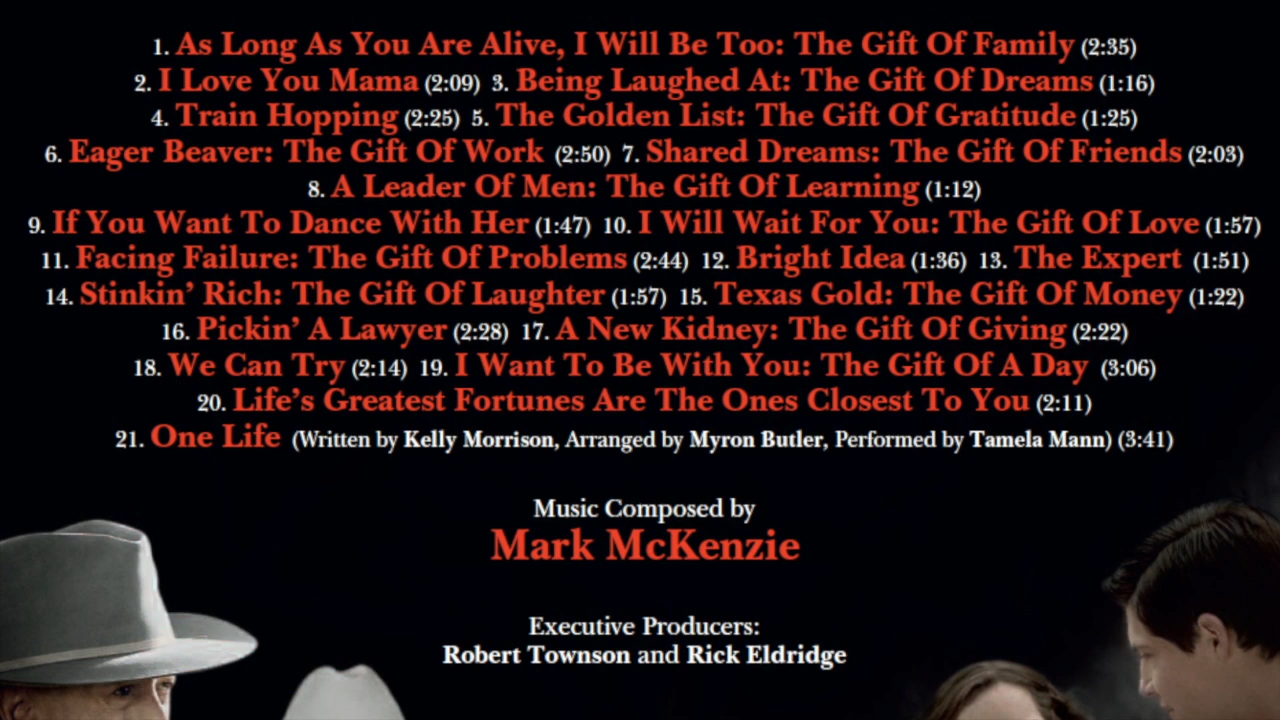 1. As Long As You Are Alive, I Will Be Too: The Gift Of Family (2:35)
2. I Love You Mama (2:09) 3. Being Laughed At: The Gift Of Dreams (1:16)
4. Train Hopping (2:25) 5. The Golden List: The Gift Of Gratitude (1:25)
6. Eager Beaver: The Gift Of Work (2:50) 7. Shared Dreams: The Gift Of Friends (2:03)
8. A Leader Of Men: The Gift Of Learning (1:12)
9. If You Want To Dance With Her (1:47) 10. I Will Wait For You: The Gift Of Love (1:57)
11. Facing Failure: The Gift Of Problems (2:44) 12. Bright Idea (1:36) 13. The Expert (1:51)
14. Stinkin’ Rich: The Gift Of Laughter (1:57) 15. Texas Gold: The Gift Of Money (1:22)
16. Pickin’ A Lawyer (2:28) 17. A New Kidney: The Gift Of Giving (2:22)
18. We Can Try (2:14) 19. I Want To Be With You: The Gift Of A Day (3:06)
20. Life’s Greatest Fortunes Are The Ones Closest To You (2:11)
21. One Life (Written by Kelly Morrison, Arranged by Myron Butler, Performed by Tamela Mann) (3:41)
Music Composed by
Mark McKenzie
Executive Producers:
Robert Townson and Rick Eldridge